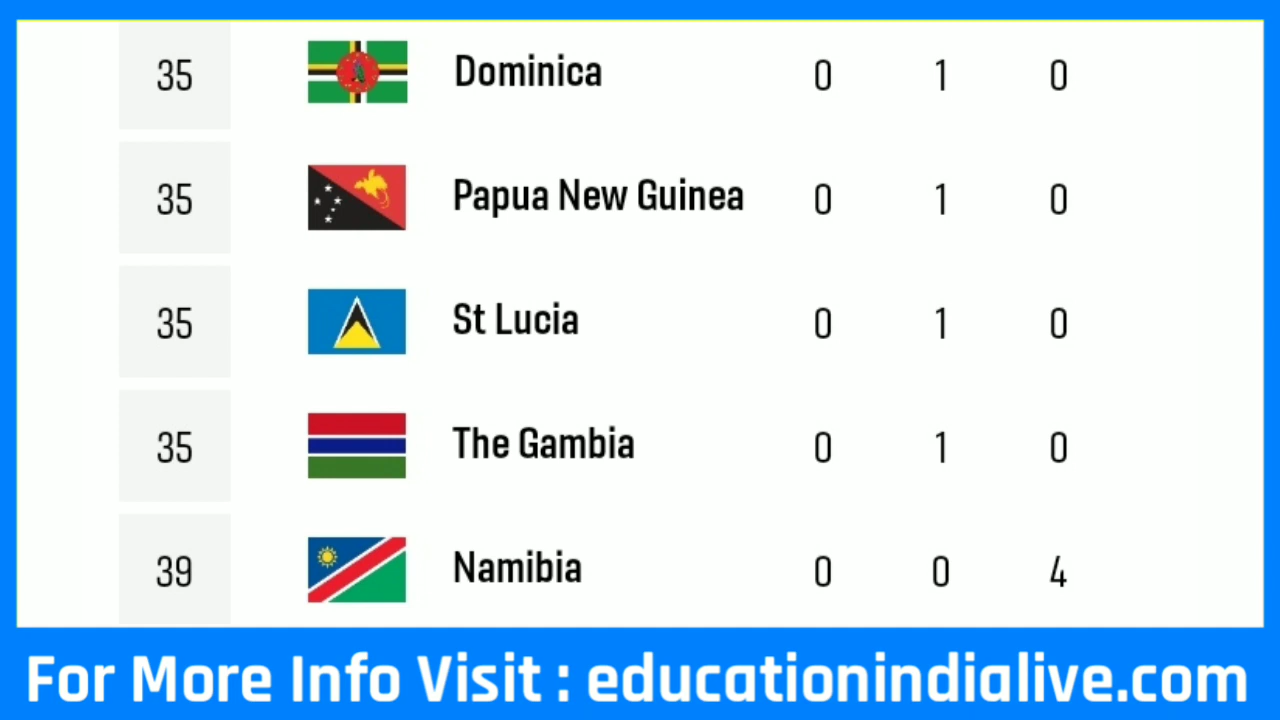 35 Dominica 0 1 0
35 Papua New Guinea 0 1 0
35 St Lucia 0 1 0
35 The Gambia 0 1 0
39 Namibia 0 0 4
For More Info Visit : educationindialive.com